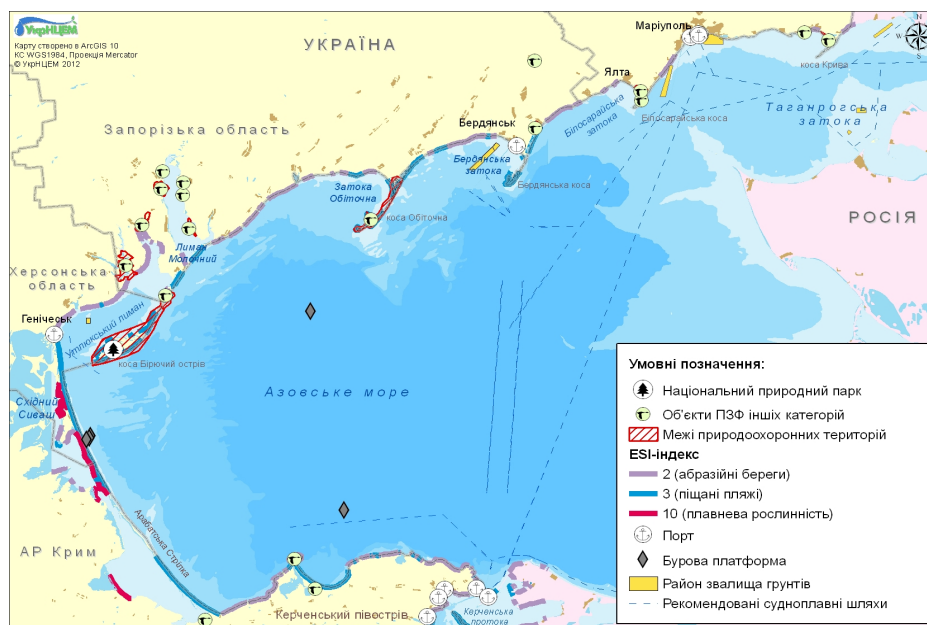 УкрНЦЕМ
Карту створено в ArcGIS 10
КС WGS1984, Проекція Mercator
© УкрНЦЕМ 2012
УКРАЇНА
Маріуполь
N
W
S
коса Крива
Ялта
Таганрогська
затока
Білосарайська
затока
Білосарайська коса
Запорізька область
Бердянськ
Бердянська
затока
Бердянська коса
Затока
Обіточна
коса Обіточна
РОСІЯ
Лиман
Молочний
Херсонська
область
Генічеськ
Утлюкський лиман
коса Бірючий острів
Азовське море
Східний
Сиваш
Арабатська Стрілка
АР Крим
Керченський півострів
Керченська
протока
Умовні позначення:
Національний природний парк
Об'єкти ПЗФ іншіх категорій
Межі природоохоронних територій
ESI-індекс
2 (абразійні береги)
3 (піщані пляжі)
10 (плавнева рослинність)
Порт
Бурова платформа
Район звалища грунтів
Рекомендовані судноплавні шляхи